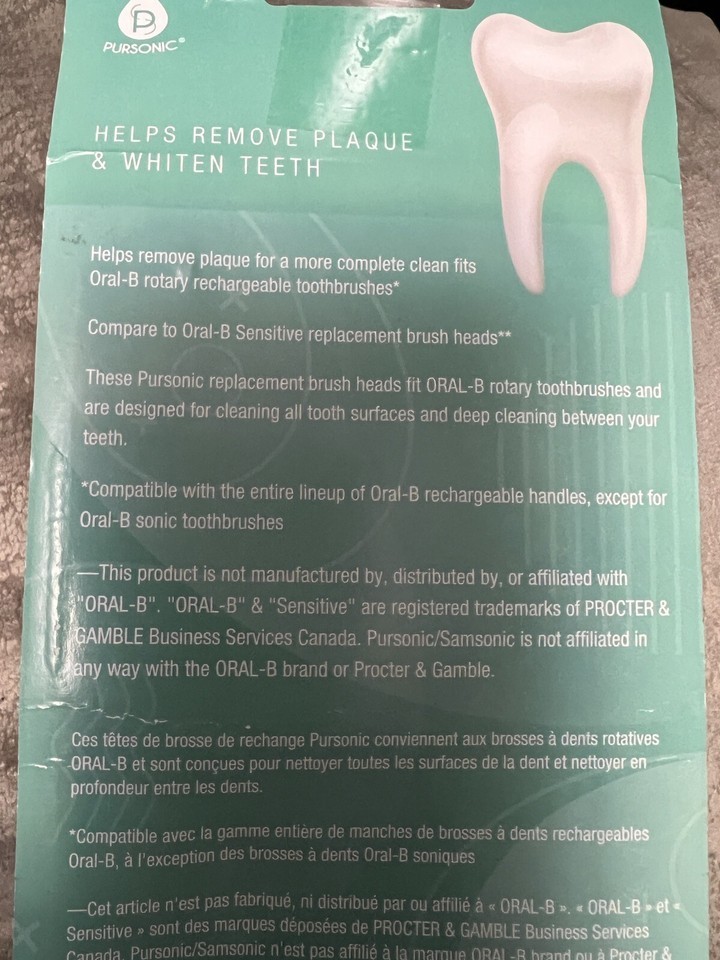 P
PURSONIC®
HELPS REMOVE PLAQUE
& WHITEN TEETH
Helps remove plaque for a more complete clean fits
Oral-B rotary rechargeable toothbrushes*
Compare to Oral-B Sensitive replacement brush heads**
These Pursonic replacement brush heads fit ORAL-B rotary toothbrushes and
are designed for cleaning all tooth surfaces and deep cleaning between your
teeth.
*Compatible with the entire lineup of Oral-B rechargeable handles, except for
Oral-B sonic toothbrushes
—This product is not manufactured by, distributed by, or affiliated with
"ORAL-B". "ORAL-B" & "Sensitive" are registered trademarks of PROCTER &
GAMBLE Business Services Canada. Pursonic/Samsonic is not affiliated in
any way with the ORAL-B brand or Procter & Gamble.
Ces têtes de brosse de rechange Pursonic conviennent aux brosses à dents rotatives
ORAL-B et sont conçues pour nettoyer toutes les surfaces de la dent et nettoyer en
profondeur entre les dents.
*Compatible avec la gamme entière de manches de brosses à dents rechargeables
Oral-B, à l'exception des brosses à dents Oral-B soniques
—Cet article n'est pas fabriqué, ni distribué par ou affilié à « ORAL-B ». « ORAL-B » et «
Sensitive » sont des marques déposées de PROCTER & GAMBLE Business Services
Canada. Pursonic/Samsonic n'est pas affilié à la marque ORAL-B brand ou à Procter &